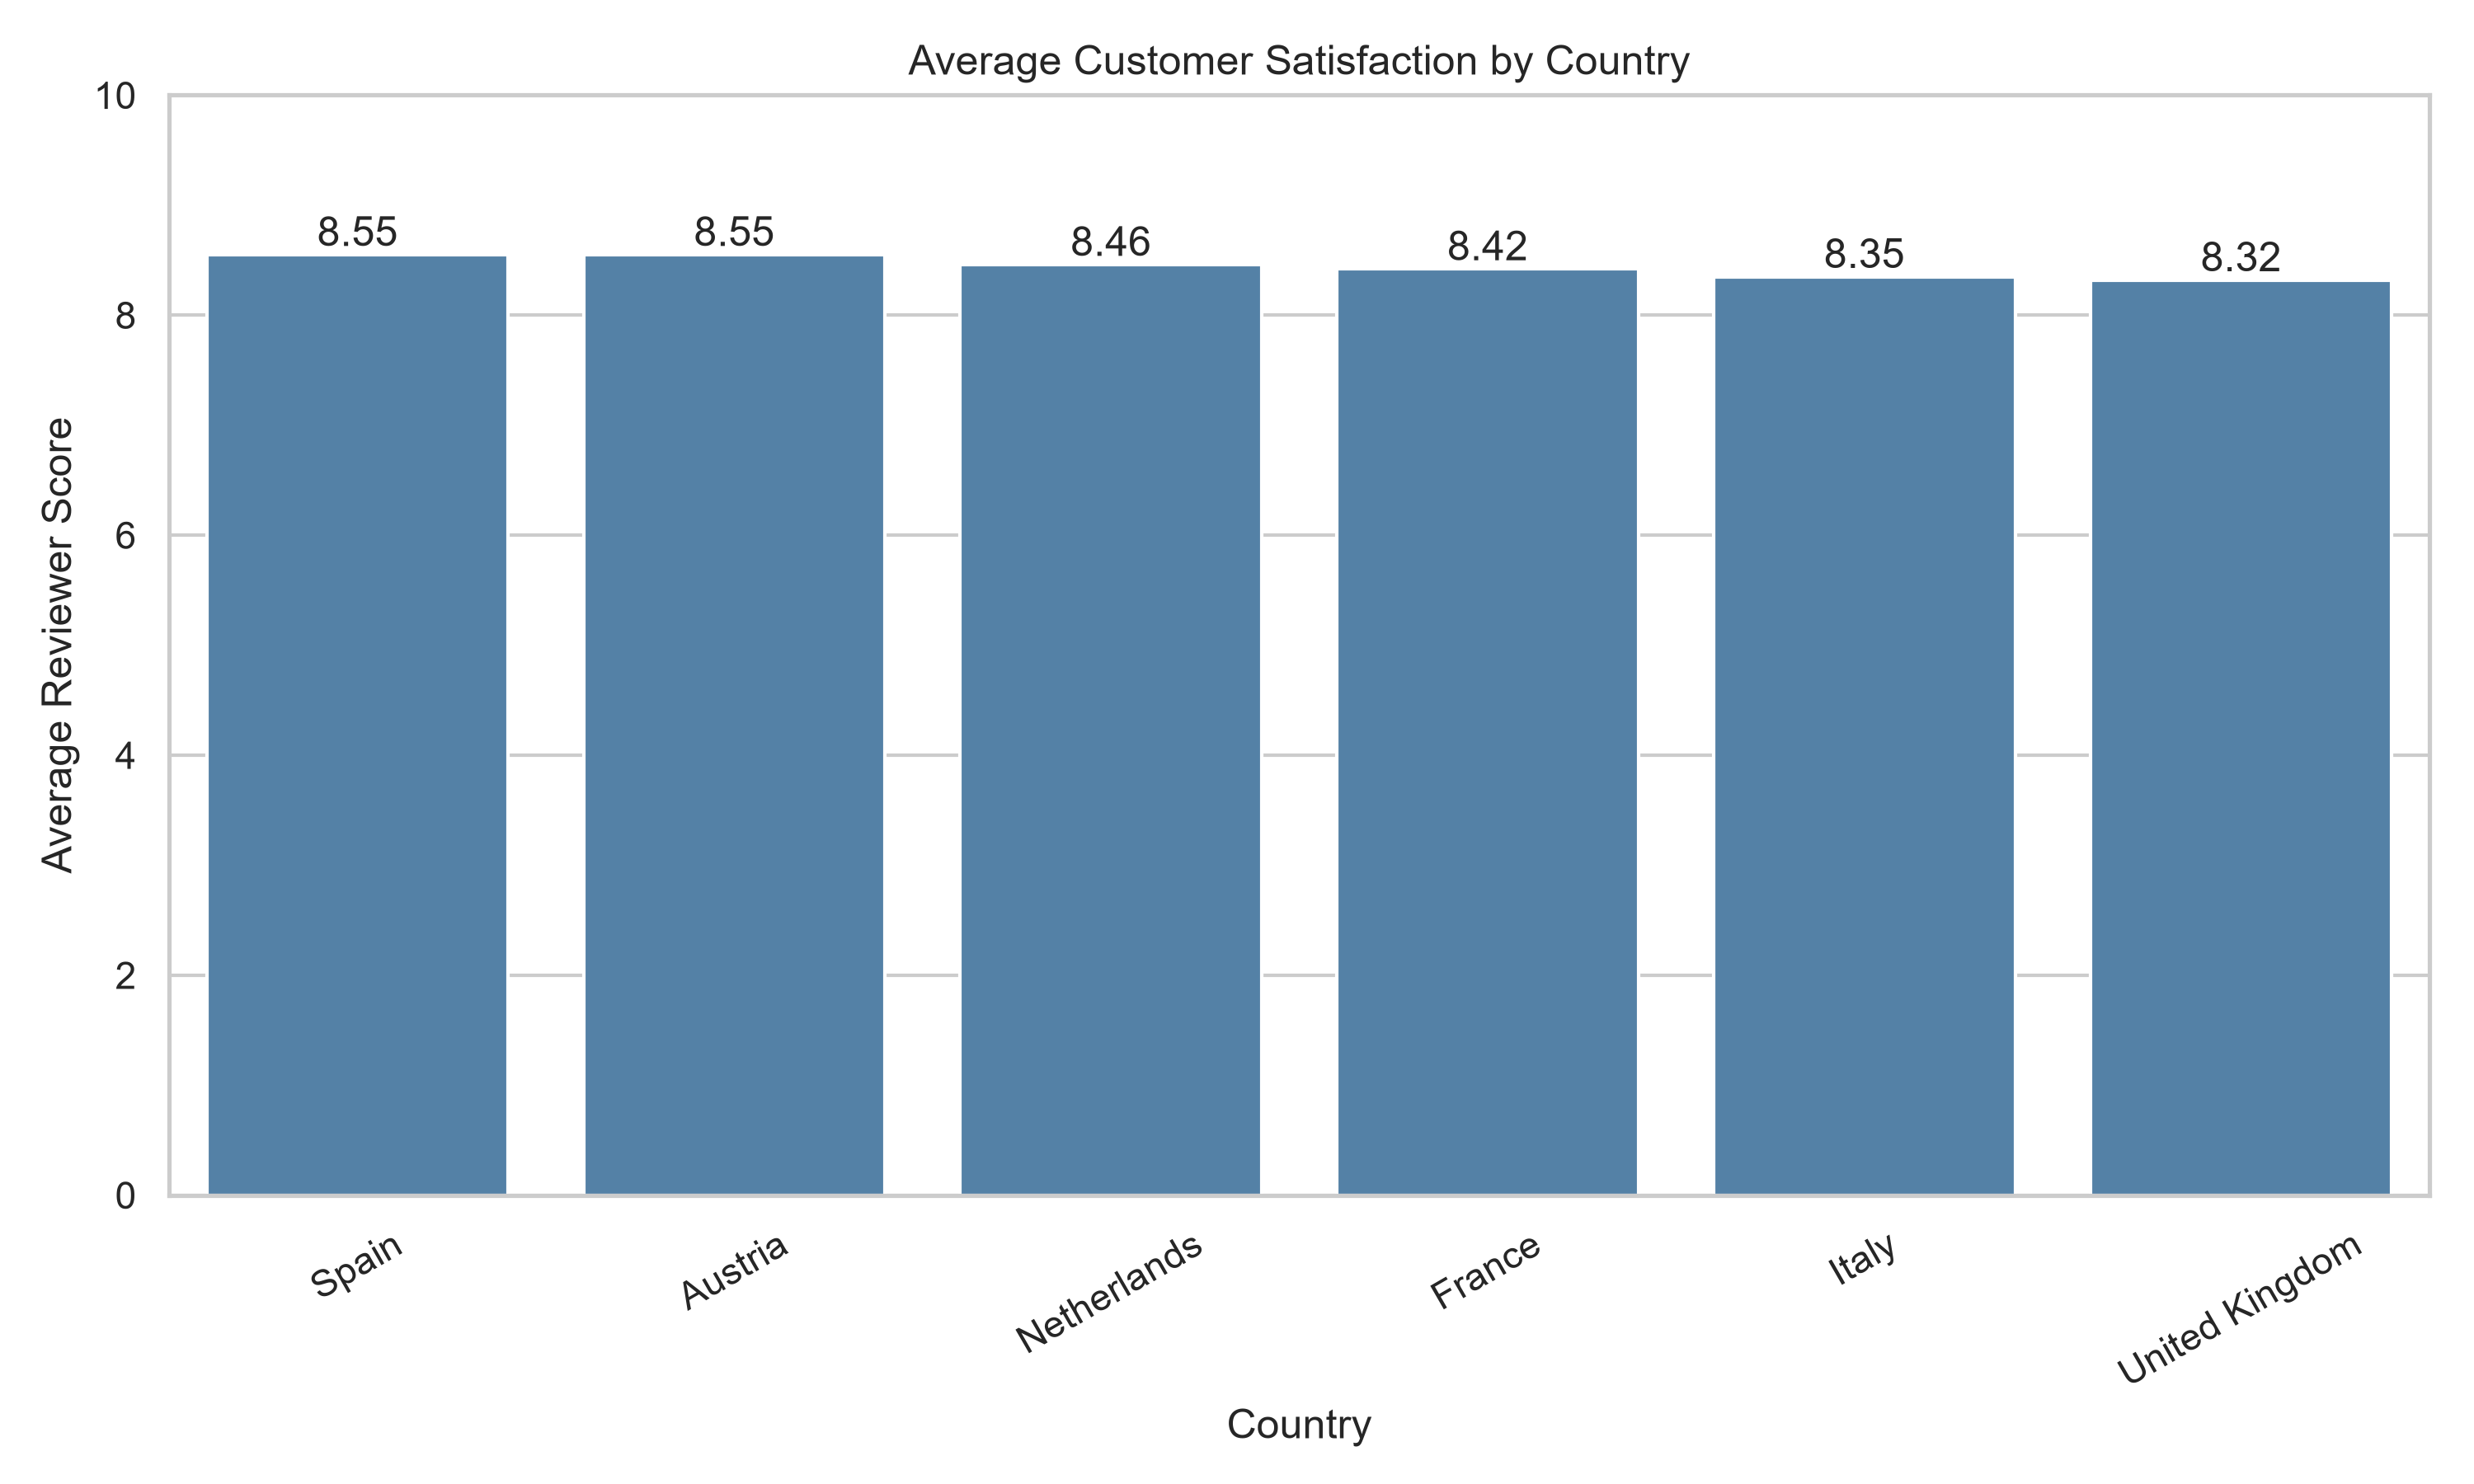 Average Customer Satisfaction by Country
10
8
6
4
2
0
Average Reviewer Score
8.55
8.55
8.46
8.42
8.35
8.32
Spain
Austria
Netherlands
France
Italy
United Kingdom
Country